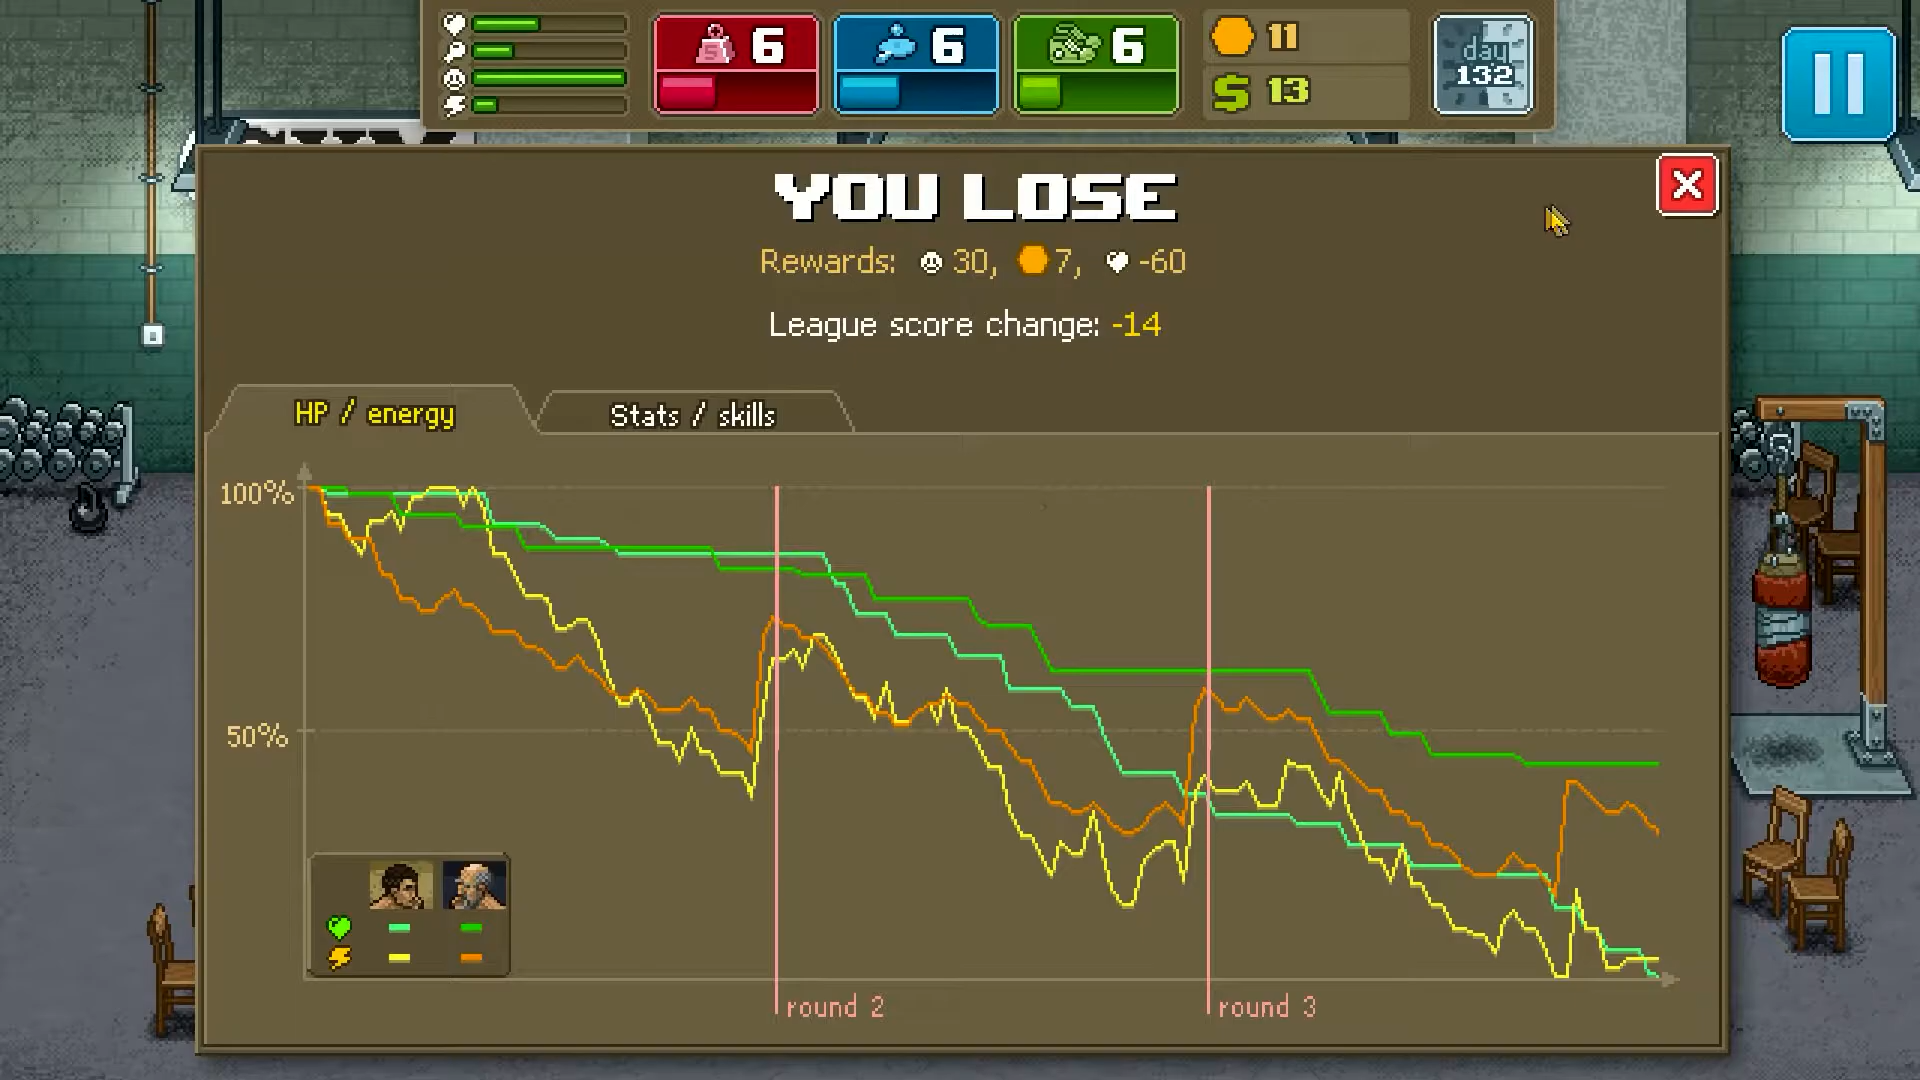 6
6
6
11
13
day
132
YOU LOSE
Rewards: 30, 7, -60
League score change: -14
HP / energy
Stats / skills
100%
50%
round 2
round 3